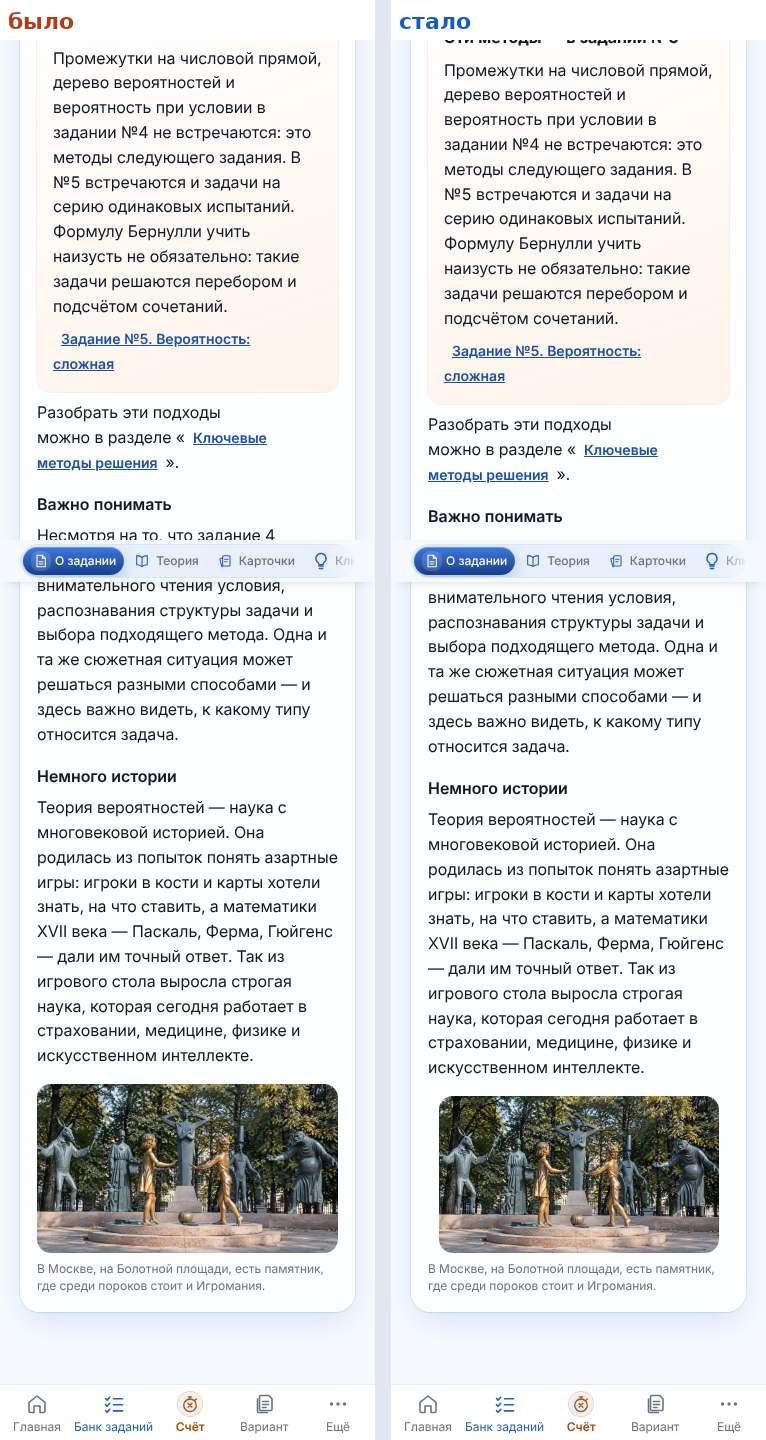 было
Промежутки на числовой прямой,
дерево вероятностей и
вероятность при условии в
задании №4 не встречаются: это
методы следующего задания. В
№5 встречаются и задачи на
серию одинаковых испытаний.
Формулу Бернулли учить
наизусть не обязательно: такие
задачи решаются перебором и
подсчётом сочетаний.
Задание №5. Вероятность:
сложная
Разобрать эти подходы
можно в разделе « Ключевые
методы решения ».
Важно понимать
Несмотря на то, что задание 4
О задании Теория Карточки
внимательного чтения условия,
распознавания структуры задачи и
выбора подходящего метода. Одна и
та же сюжетная ситуация может
решаться разными способами — и
здесь важно видеть, к какому типу
относится задача.
Немного истории
Теория вероятностей — наука с
многовековой историей. Она
родилась из попыток понять азартные
игры: игроки в кости и карты хотели
знать, на что ставить, а математики
XVII века — Паскаль, Ферма, Гюйгенс
— дали им точный ответ. Так из
игрового стола выросла строгая
наука, которая сегодня работает в
страховании, медицине, физике и
искусственном интеллекте.
В Москве, на Болотной площади, есть памятник,
где среди пороков стоит и Игромания.
Главная Банк заданий Счёт Вариант Ещё
стало
Эти методы — в задании №5
Промежутки на числовой прямой,
дерево вероятностей и
вероятность при условии в
задании №4 не встречаются: это
методы следующего задания. В
№5 встречаются и задачи на
серию одинаковых испытаний.
Формулу Бернулли учить
наизусть не обязательно: такие
задачи решаются перебором и
подсчётом сочетаний.
Задание №5. Вероятность:
сложная
Разобрать эти подходы
можно в разделе « Ключевые
методы решения ».
Важно понимать
О задании Теория Карточки
внимательного чтения условия,
распознавания структуры задачи и
выбора подходящего метода. Одна и
та же сюжетная ситуация может
решаться разными способами — и
здесь важно видеть, к какому типу
относится задача.
Немного истории
Теория вероятностей — наука с
многовековой историей. Она
родилась из попыток понять азартные
игры: игроки в кости и карты хотели
знать, на что ставить, а математики
XVII века — Паскаль, Ферма, Гюйгенс
— дали им точный ответ. Так из
игрового стола выросла строгая
наука, которая сегодня работает в
страховании, медицине, физике и
искусственном интеллекте.
В Москве, на Болотной площади, есть памятник,
где среди пороков стоит и Игромания.
Главная Банк заданий Счёт Вариант Ещё